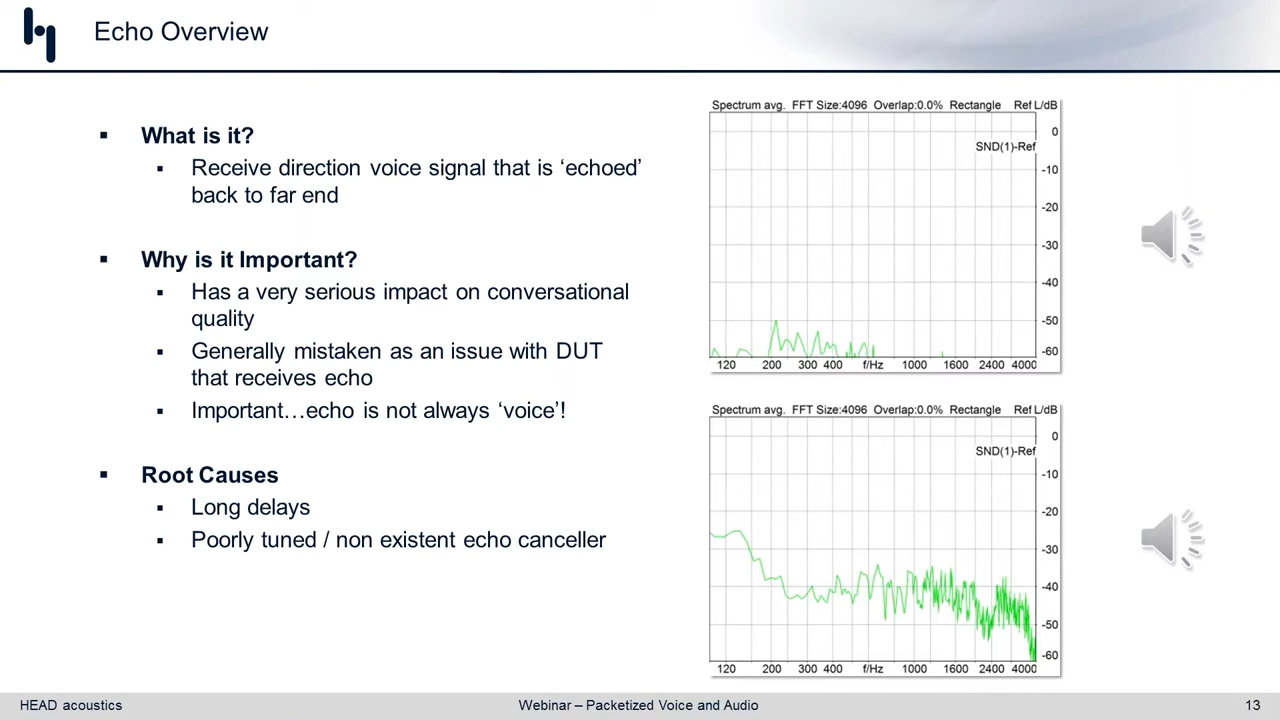 Echo Overview
What is it?
Receive direction voice signal that is ‘echoed’
back to far end
Why is it Important?
Has a very serious impact on conversational
quality
Generally mistaken as an issue with DUT
that receives echo
Important…echo is not always ‘voice’!
Root Causes
Long delays
Poorly tuned / non existent echo canceller
Spectrum avg. FFT Size:4096 Overlap:0.0% Rectangle Ref L/dB
0
SND(1)-Ref
-10
-20
-30
-40
-50
-60
120 200 300 400 f/Hz 1000 1600 2400 4000
Spectrum avg. FFT Size:4096 Overlap:0.0% Rectangle Ref L/dB
0
SND(1)-Ref
-10
-20
-30
-40
-50
-60
120 200 300 400 f/Hz 1000 1600 2400 4000
HEAD acoustics Webinar – Packetized Voice and Audio 13